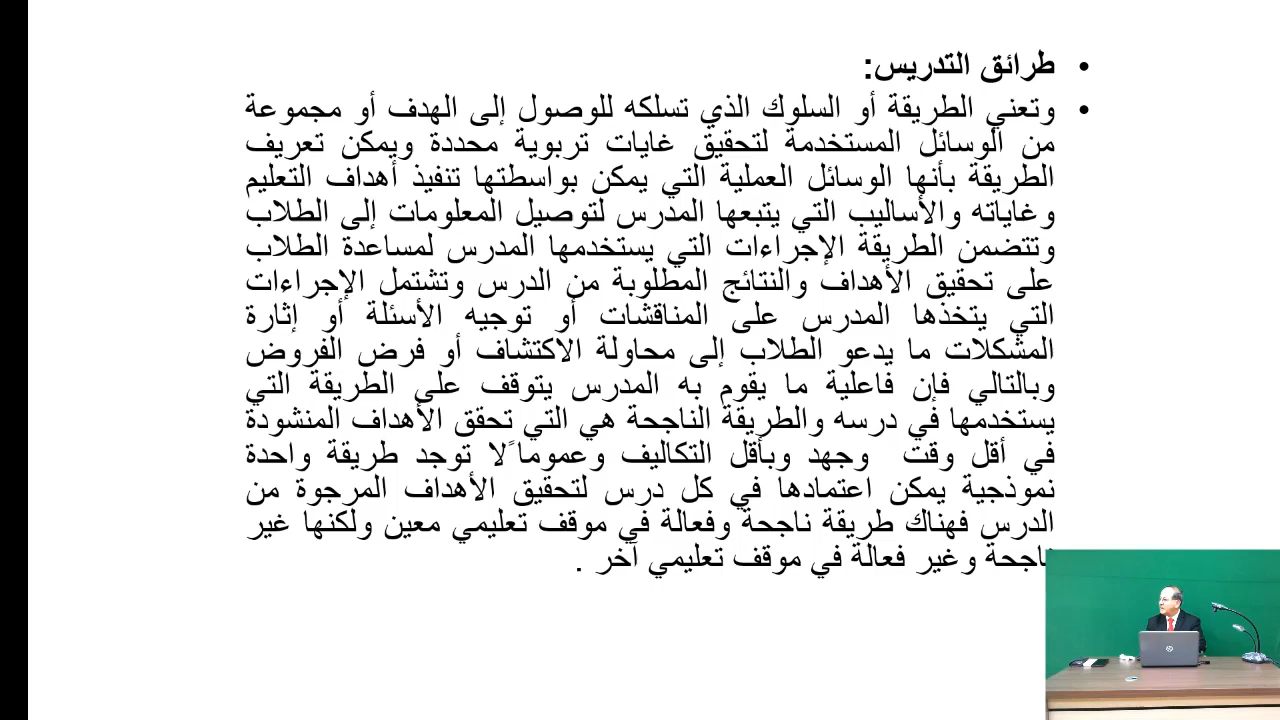 • طرائق التدريس:
• وتعني الطريقة أو السلوك الذي تسلكه للوصول إلى الهدف أو مجموعة
من الوسائل المستخدمة لتحقيق غايات تربوية محددة ويمكن تعريف
الطريقة بأنها الوسائل العملية التي يمكن بواسطتها تنفيذ أهداف التعليم
وغاياته والأساليب التي يتبعها المدرس لتوصيل المعلومات إلى الطلاب
وتتضمن الطريقة الإجراءات التي يستخدمها المدرس لمساعدة الطلاب
على تحقيق الأهداف والنتائج المطلوبة من الدرس وتشتمل الإجراءات
التي يتخذها المدرس على المناقشات أو توجيه الأسئلة أو إثارة
المشكلات ما يدعو الطلاب إلى محاولة الاكتشاف أو فرض الفروض
وبالتالي فإن فاعلية ما يقوم به المدرس يتوقف على الطريقة التي
يستخدمها في درسه والطريقة الناجحة هي التي تحقق الأهداف المنشودة
في أقل وقت وجهد وبأقل التكاليف وعموماً لا توجد طريقة واحدة
نموذجية يمكن اعتمادها في كل درس لتحقيق الأهداف المرجوة من
الدرس فهناك طريقة ناجحة وفعالة في موقف تعليمي معين ولكنها غير
ناجحة وغير فعالة في موقف تعليمي آخر .